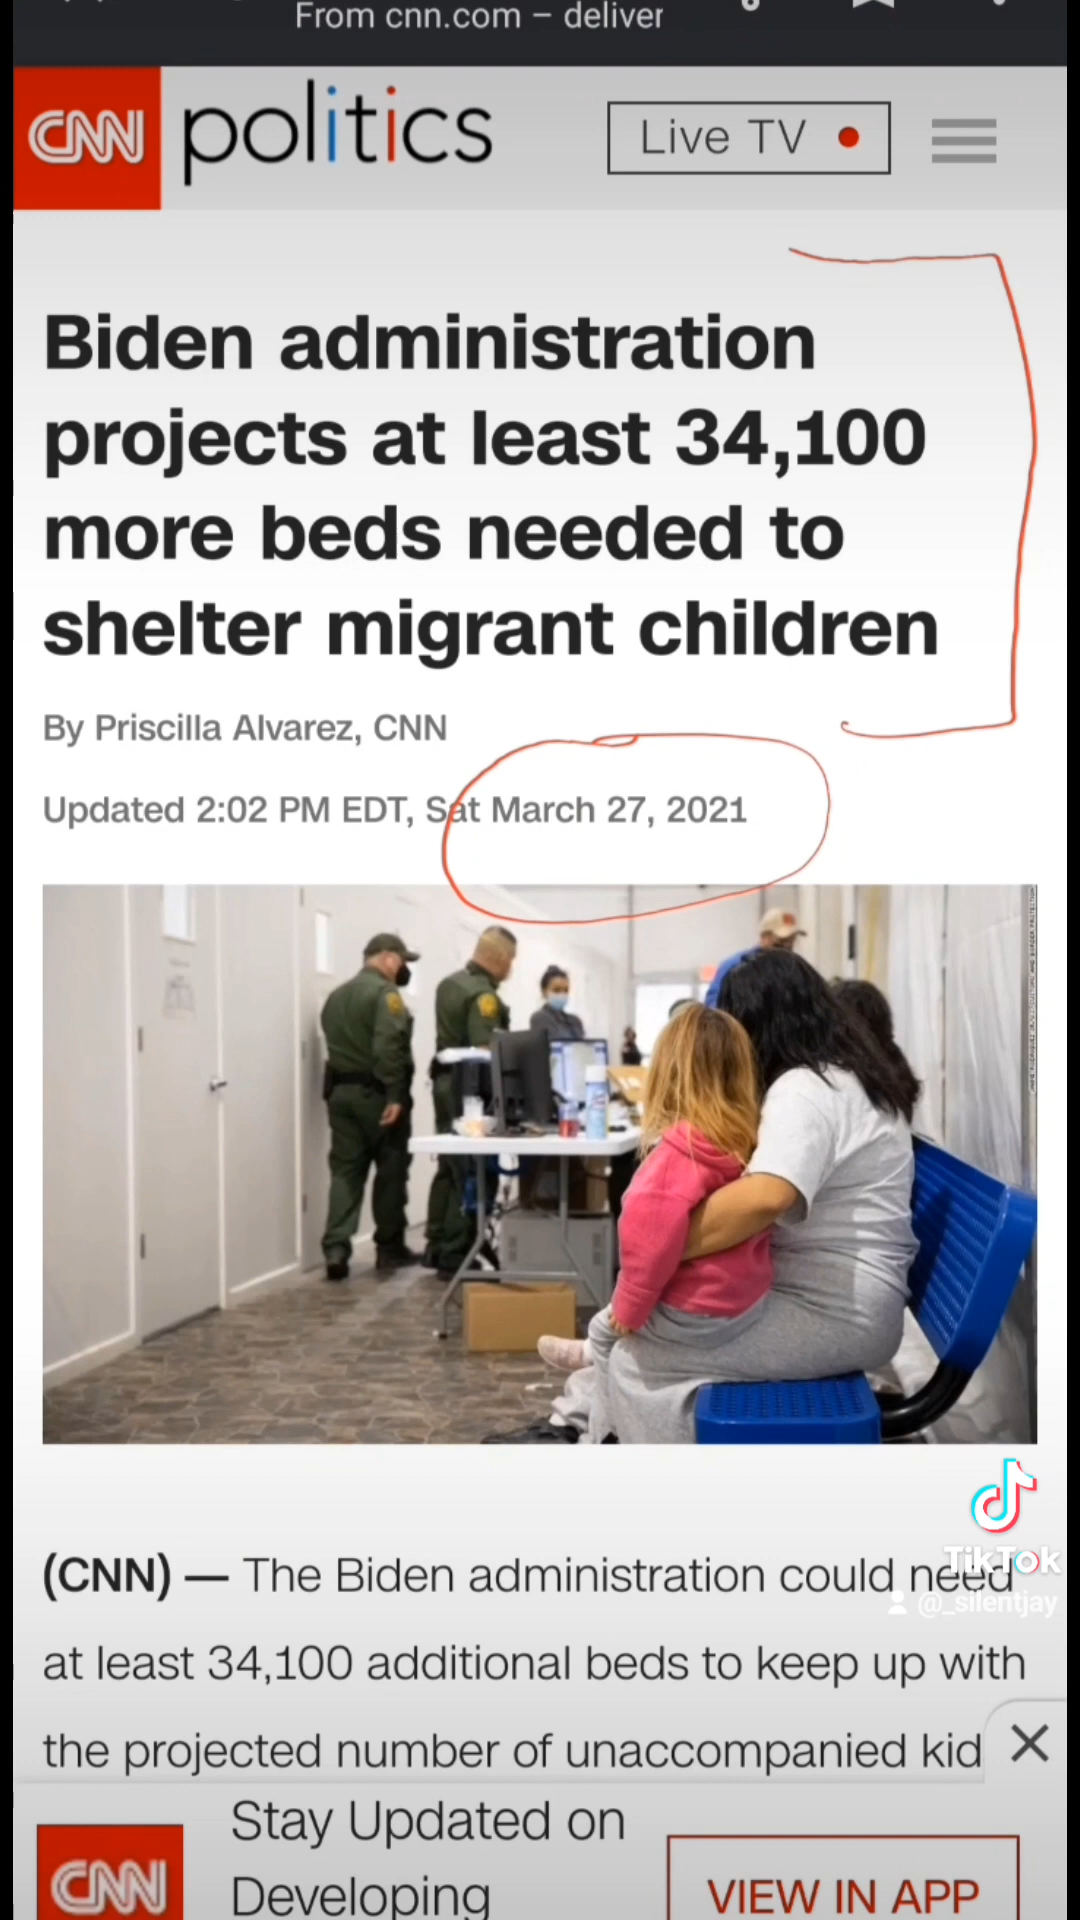 From cnn.com – deliver
CNN politics
Live TV
Biden administration
projects at least 34,100
more beds needed to
shelter migrant children
By Priscilla Alvarez, CNN
Updated 2:02 PM EDT, Sat March 27, 2021
TikTok
@_silentjay
(CNN) — The Biden administration could need
at least 34,100 additional beds to keep up with
the projected number of unaccompanied kid
CNN
Stay Updated on
Developing
VIEW IN APP